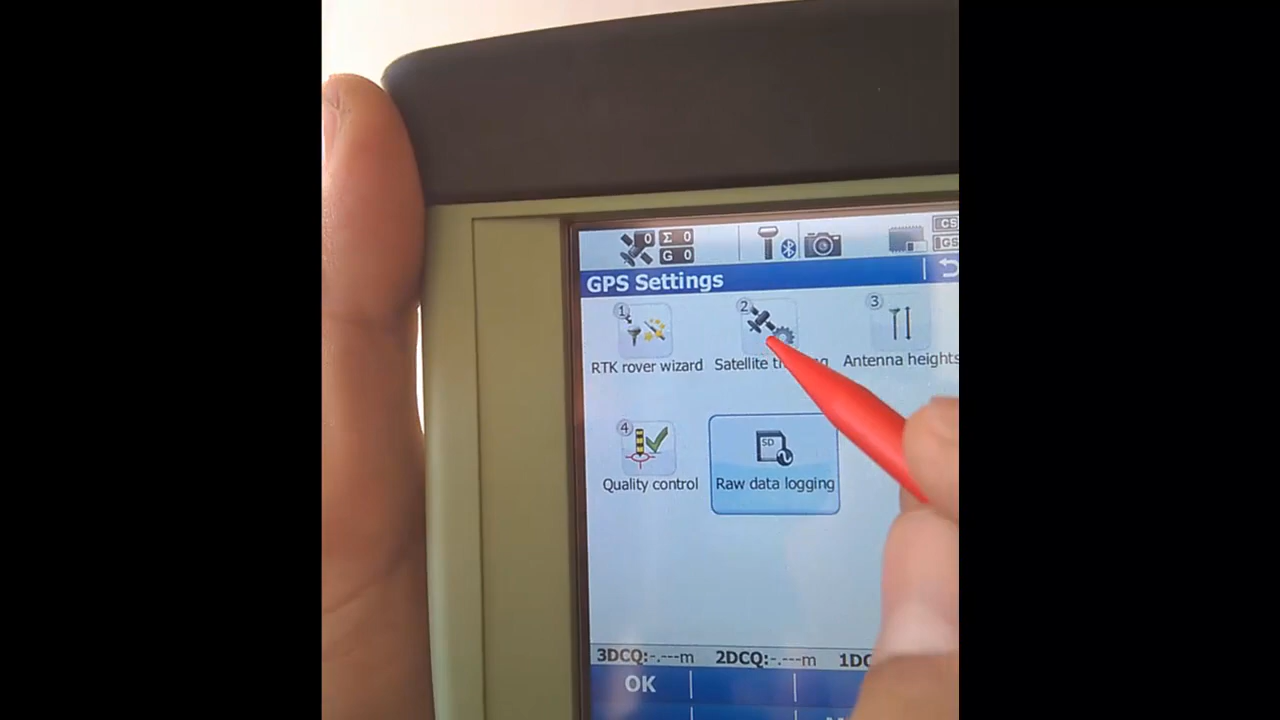 0 Σ 0
G 0
CS
GS
GPS Settings
1 2 3
RTK rover wizard Satellite Antenna heights
4 SD
Quality control Raw data logging
3DCQ:-.---m 2DCQ:-.---m
OK